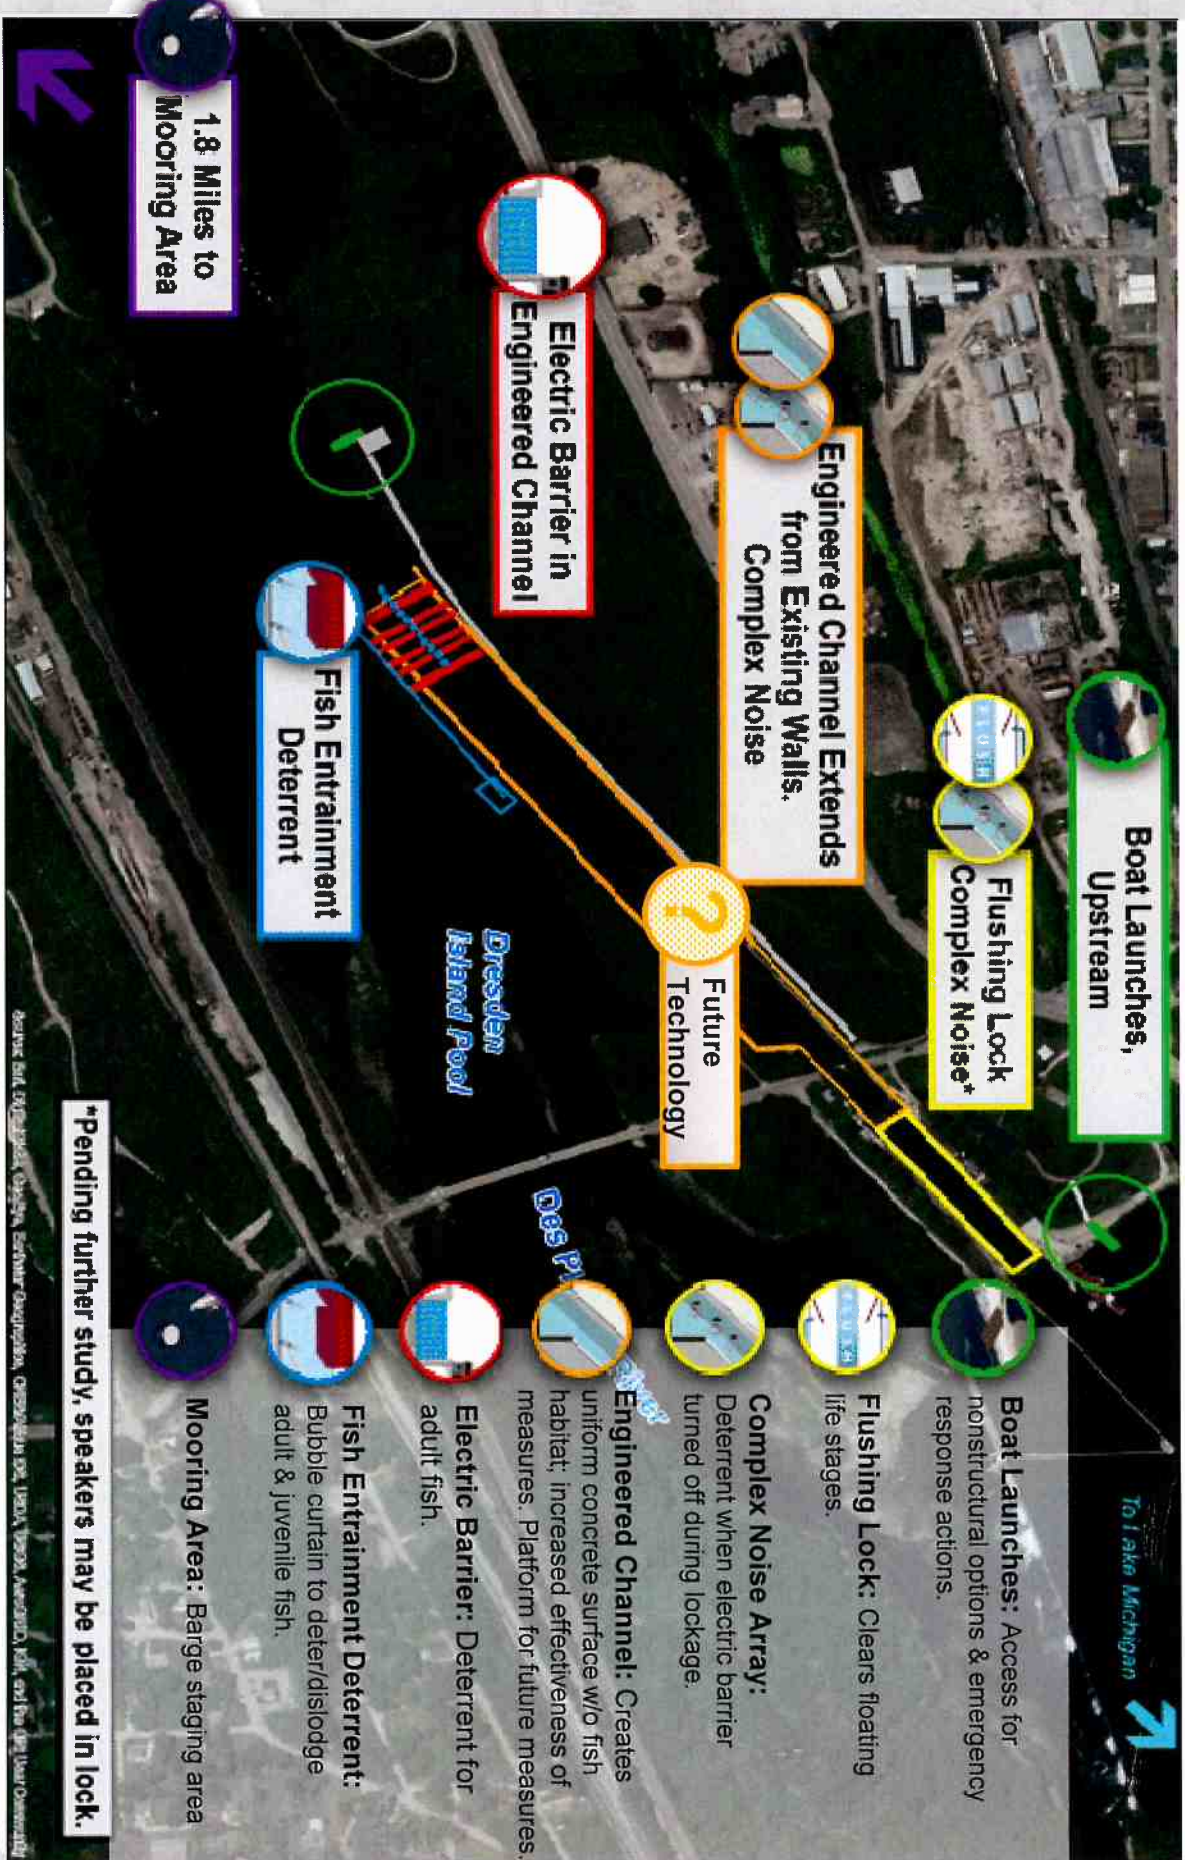 Boat Launches,
Upstream
Flushing Lock
Complex Noise*
FLUSH
Engineered Channel Extends
from Existing Walls.
Complex Noise
Electric Barrier in
Engineered Channel
1.8 Miles to
Mooring Area
Fish Entrainment
Deterrent
?
Future
Technology
Dresden
Island Pool
Des
To Lake Michigan
Boat Launches: Access for
nonstructural options & emergency
response actions.
FLUSH
Flushing Lock: Clears floating
life stages.
Complex Noise Array:
Deterrent when electric barrier
turned off during lockage.
Engineered Channel: Creates
uniform concrete surface w/o fish
habitat; increased effectiveness of
measures. Platform for future measures.
Electric Barrier: Deterrent for
adult fish.
Fish Entrainment Deterrent:
Bubble curtain to deter/dislodge
adult & juvenile fish.
Mooring Area: Barge staging area
*Pending further study, speakers may be placed in lock.